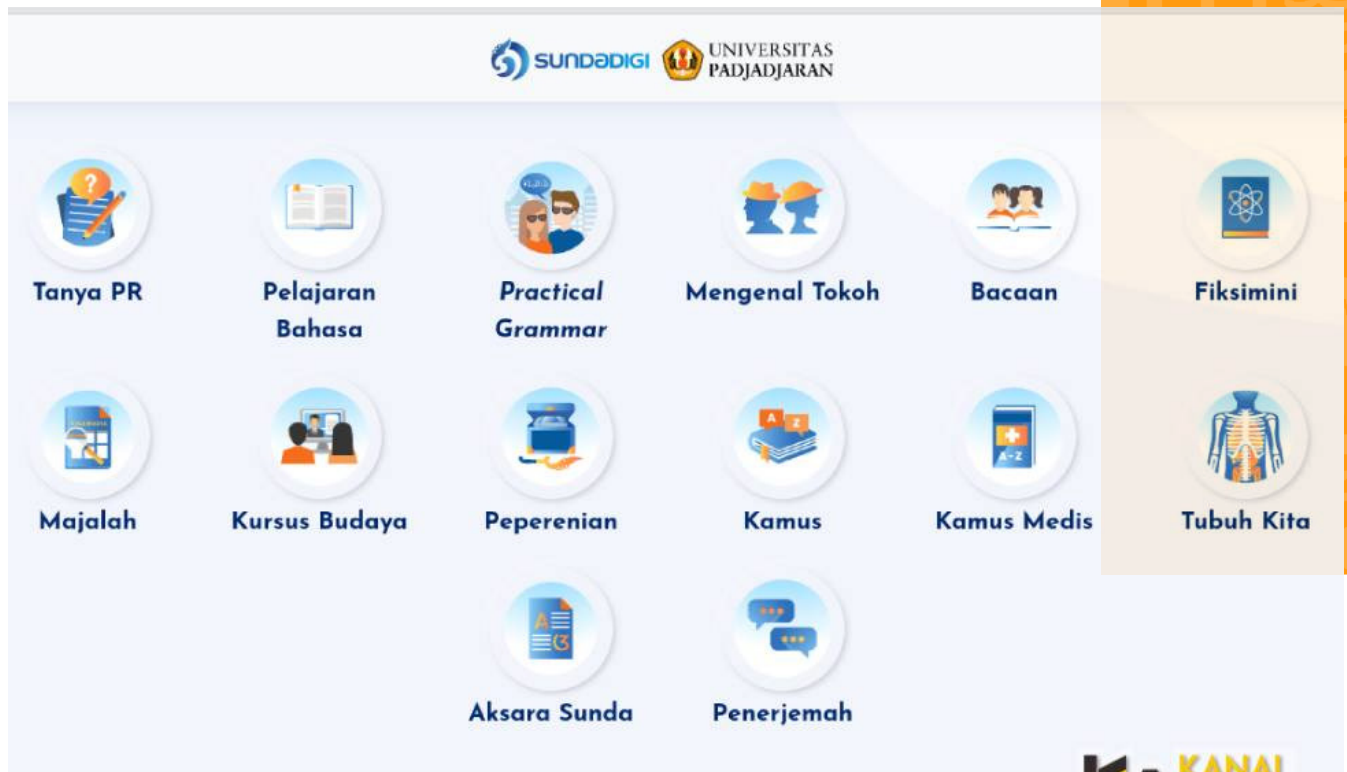 SUNDADIGI
UNIVERSITAS
PADJADJARAN
?
Tanya PR
Pelajaran
Bahasa
Practical
Grammar
Mengenal Tokoh
Bacaan
Fiksimini
Majalah
Kursus Budaya
Peperenian
A Z
Kamus
A-Z
Kamus Medis
Tubuh Kita
Aksara Sunda
Penerjemah
KANAL